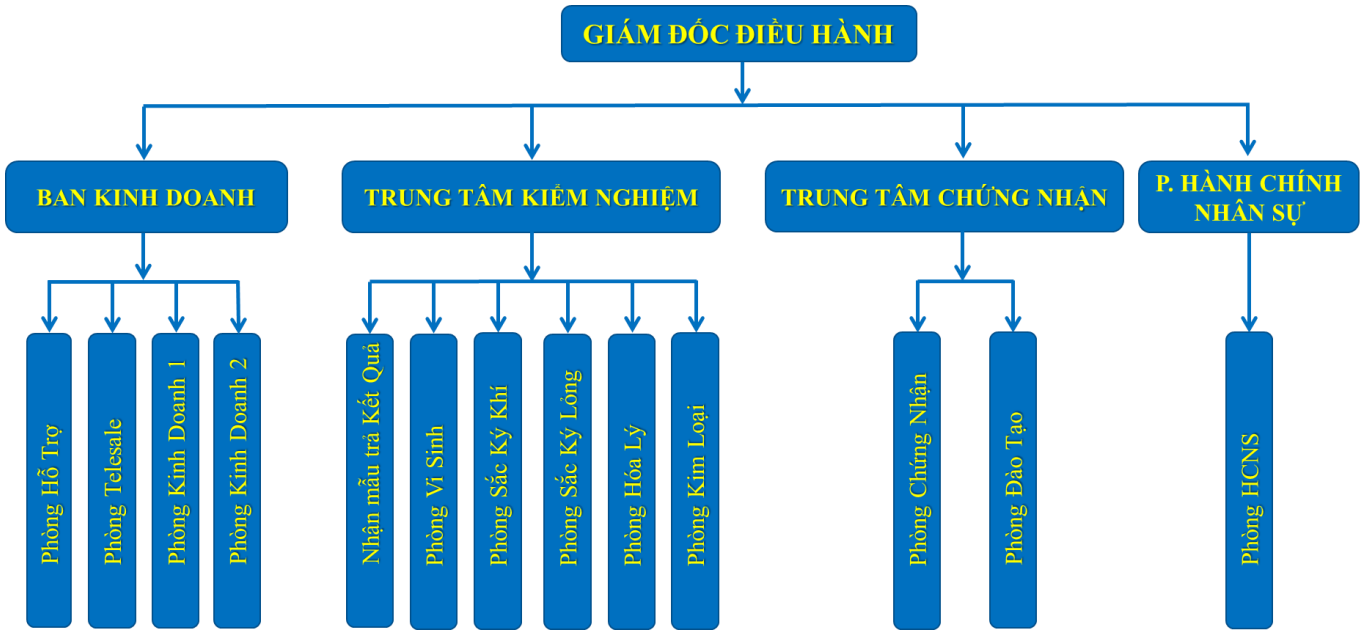 GIÁM ĐỐC ĐIỀU HÀNH
BAN KINH DOANH
TRUNG TÂM KIỂM NGHIỆM
TRUNG TÂM CHỨNG NHẬN
P. HÀNH CHÍNH
NHÂN SỰ
Phòng Hỗ Trợ
Phòng Telesale
Phòng Kinh Doanh 1
Phòng Kinh Doanh 2
Nhận mẫu trả Kết Quả
Phòng Vi Sinh
Phòng Sắc Ký Khí
Phòng Sắc Ký Lỏng
Phòng Hóa Lý
Phòng Kim Loại
Phòng Chứng Nhận
Phòng Đào Tạo
Phòng HCNS